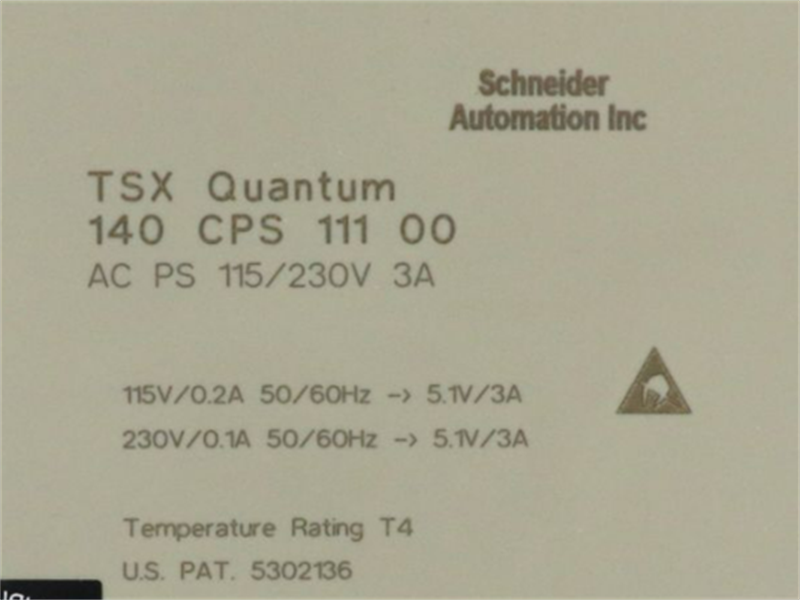 Schneider
Automation Inc
TSX Quantum
140 CPS 111 00
AC PS 115/230V 3A
115V/0.2A 50/60Hz -> 5.1V/3A
230V/0.1A 50/60Hz -> 5.1V/3A
Temperature Rating T4
U.S. PAT. 5302136